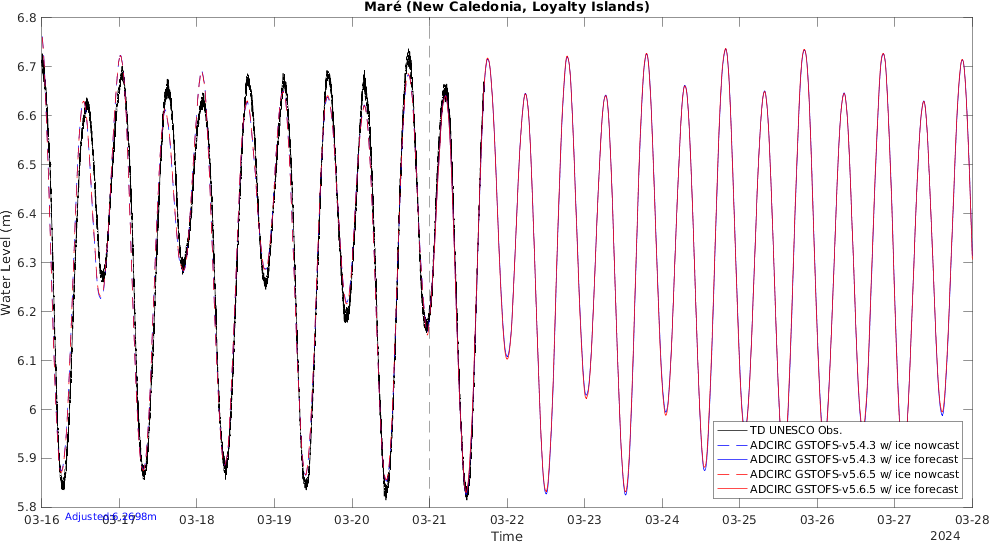 Maré (New Caledonia, Loyalty Islands)
Water Level (m)
6.8
6.7
6.6
6.5
6.4
6.3
6.2
6.1
6
5.9
5.8
TD UNESCO Obs.
ADCIRC GSTOFS-v5.4.3 w/ ice nowcast
ADCIRC GSTOFS-v5.4.3 w/ ice forecast
ADCIRC GSTOFS-v5.6.5 w/ ice nowcast
ADCIRC GSTOFS-v5.6.5 w/ ice forecast
03-16 03-17 03-18 03-19 03-20 03-21 03-22 03-23 03-24 03-25 03-26 03-27 03-28
Adjusted 6.2698m
Time
2024